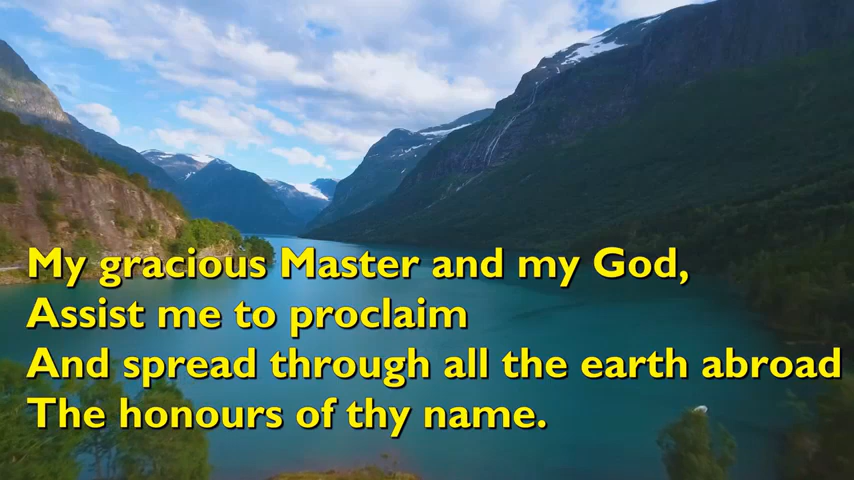 My gracious Master and my God,
Assist me to proclaim
And spread through all the earth abroad
The honours of thy name.